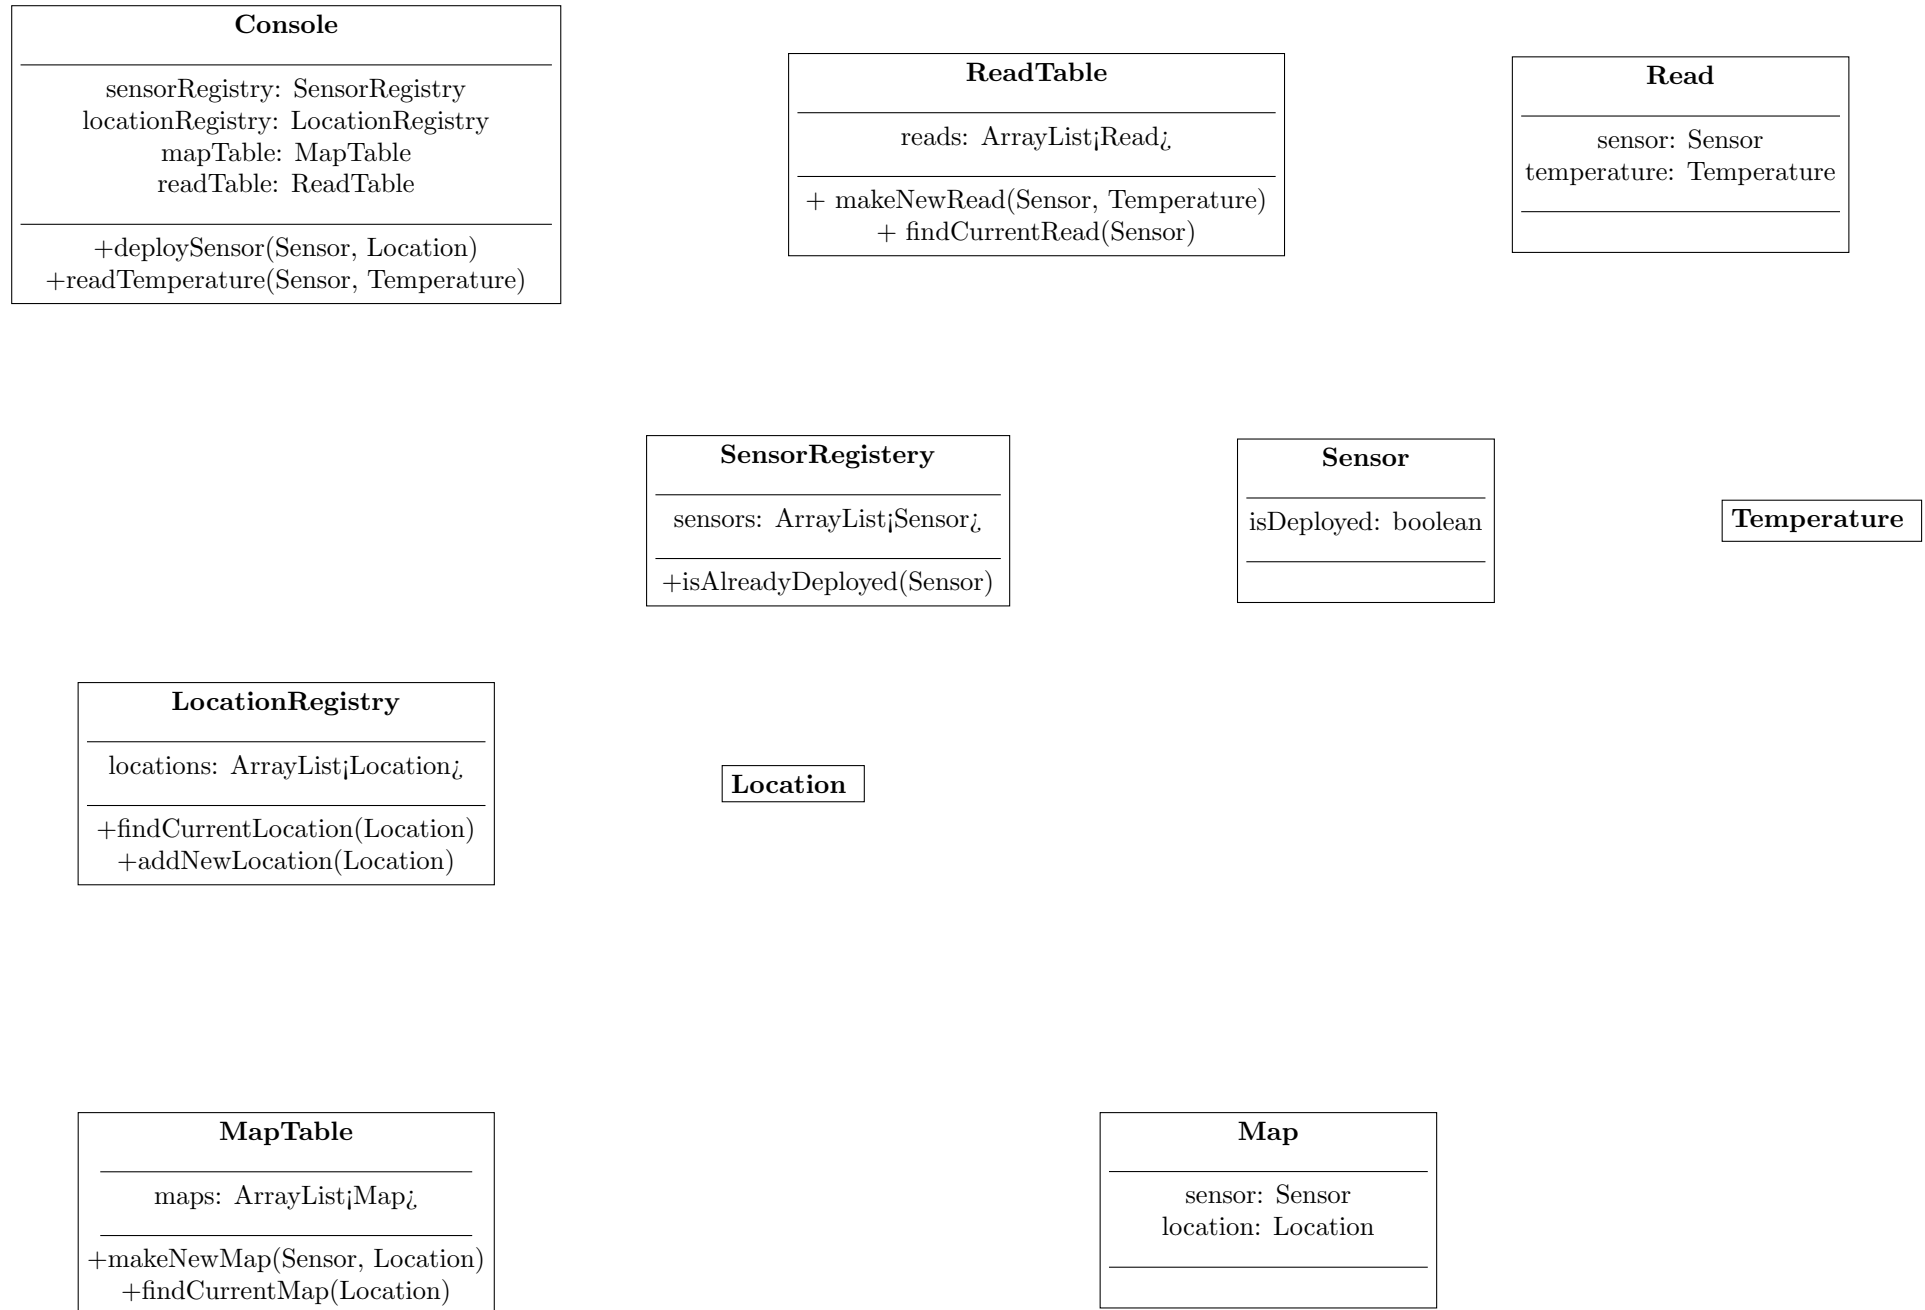 Console
sensorRegistry: SensorRegistry
locationRegistry: LocationRegistry
mapTable: MapTable
readTable: ReadTable
+deploySensor(Sensor, Location)
+readTemperature(Sensor, Temperature)
ReadTable
reads: ArrayList¡Read¿
+ makeNewRead(Sensor, Temperature)
+ findCurrentRead(Sensor)
Read
sensor: Sensor
temperature: Temperature
SensorRegistery
sensors: ArrayList¡Sensor¿
+isAlreadyDeployed(Sensor)
Sensor
isDeployed: boolean
Temperature
LocationRegistry
locations: ArrayList¡Location¿
+findCurrentLocation(Location)
+addNewLocation(Location)
Location
MapTable
maps: ArrayList¡Map¿
+makeNewMap(Sensor, Location)
+findCurrentMap(Location)
Map
sensor: Sensor
location: Location